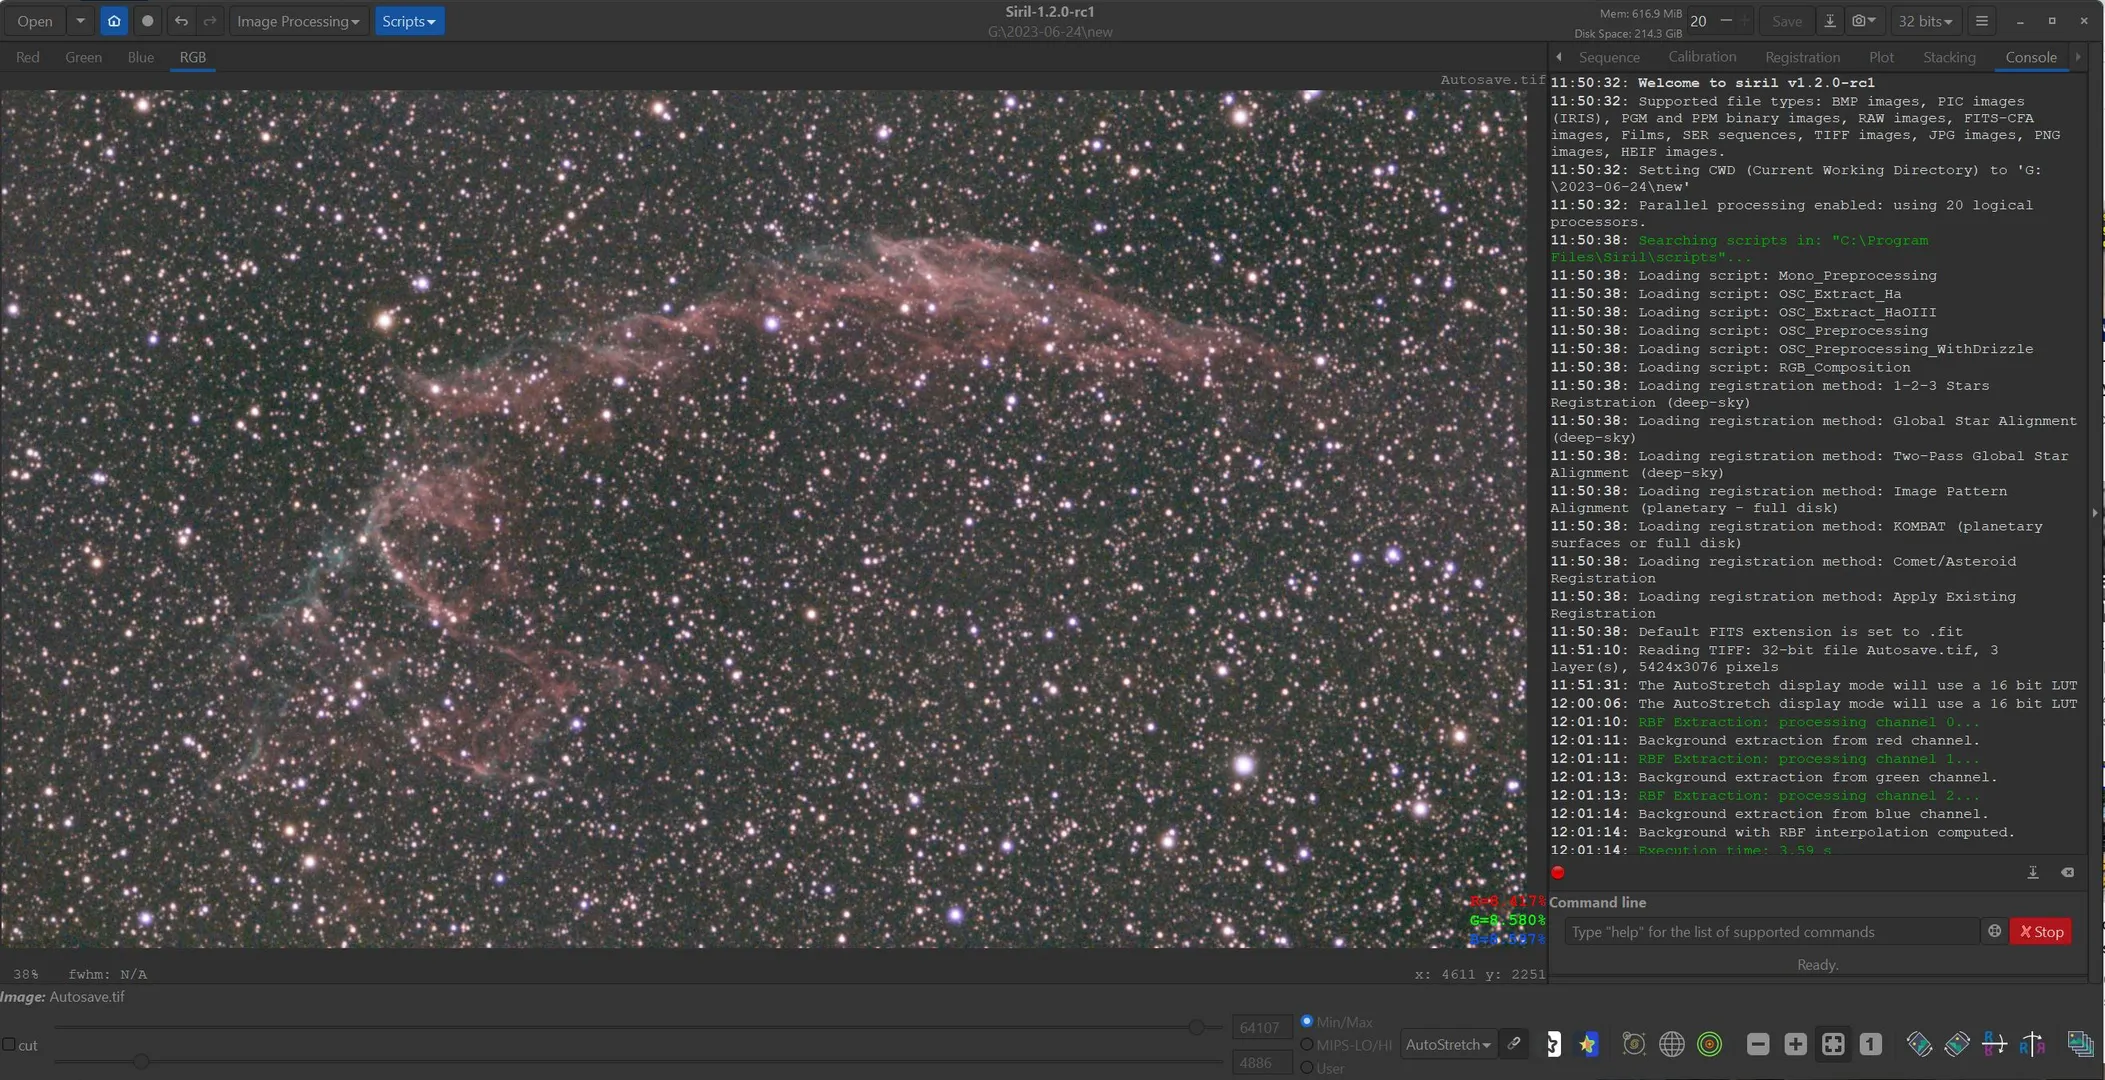 Open
Image Processing
Scripts
Siril-1.2.0-rc1
G:\2023-06-24\new
Mem: 616.9 MiB
Disk Space: 214.3 GiB
20
Save
32 bits
Red Green Blue RGB
Sequence Calibration Registration Plot Stacking Console
Autosave.tif
11:50:32: Welcome to siril v1.2.0-rc1
11:50:32: Supported file types: BMP images, PIC images
(IRIS), PGM and PPM binary images, RAW images, FITS-CFA
images, Films, SER sequences, TIFF images, JPG images, PNG
images, HEIF images.
11:50:32: Setting CWD (Current Working Directory) to 'G:
\2023-06-24\new'
11:50:32: Parallel processing enabled: using 20 logical
processors.
11:50:38: Searching scripts in: "C:\Program
Files\Siril\scripts"...
11:50:38: Loading script: Mono_Preprocessing
11:50:38: Loading script: OSC_Extract_Ha
11:50:38: Loading script: OSC_Extract_HaOIII
11:50:38: Loading script: OSC_Preprocessing
11:50:38: Loading script: OSC_Preprocessing_WithDrizzle
11:50:38: Loading script: RGB_Composition
11:50:38: Loading registration method: 1-2-3 Stars
Registration (deep-sky)
11:50:38: Loading registration method: Global Star Alignment
(deep-sky)
11:50:38: Loading registration method: Two-Pass Global Star
Alignment (deep-sky)
11:50:38: Loading registration method: Image Pattern
Alignment (planetary - full disk)
11:50:38: Loading registration method: KOMBAT (planetary
surfaces or full disk)
11:50:38: Loading registration method: Comet/Asteroid
Registration
11:50:38: Loading registration method: Apply Existing
Registration
11:50:38: Default FITS extension is set to .fit
11:51:10: Reading TIFF: 32-bit file Autosave.tif, 3
layer(s), 5424x3076 pixels
11:51:31: The AutoStretch display mode will use a 16 bit LUT
12:00:06: The AutoStretch display mode will use a 16 bit LUT
12:01:10: RBF Extraction: processing channel 0...
12:01:11: Background extraction from red channel.
12:01:11: RBF Extraction: processing channel 1...
12:01:13: Background extraction from green channel.
12:01:13: RBF Extraction: processing channel 2...
12:01:14: Background extraction from blue channel.
12:01:14: Background with RBF interpolation computed.
12:01:14: Execution time: 3.59 s
G=8.580%
Command line
Type "help" for the list of supported commands
Stop
Ready.
38% fwhm: N/A
x: 4611 y: 2251
Image: Autosave.tif
cut
64107
4886
Min/Max
MIPS-LO/HI
User
AutoStretch
1